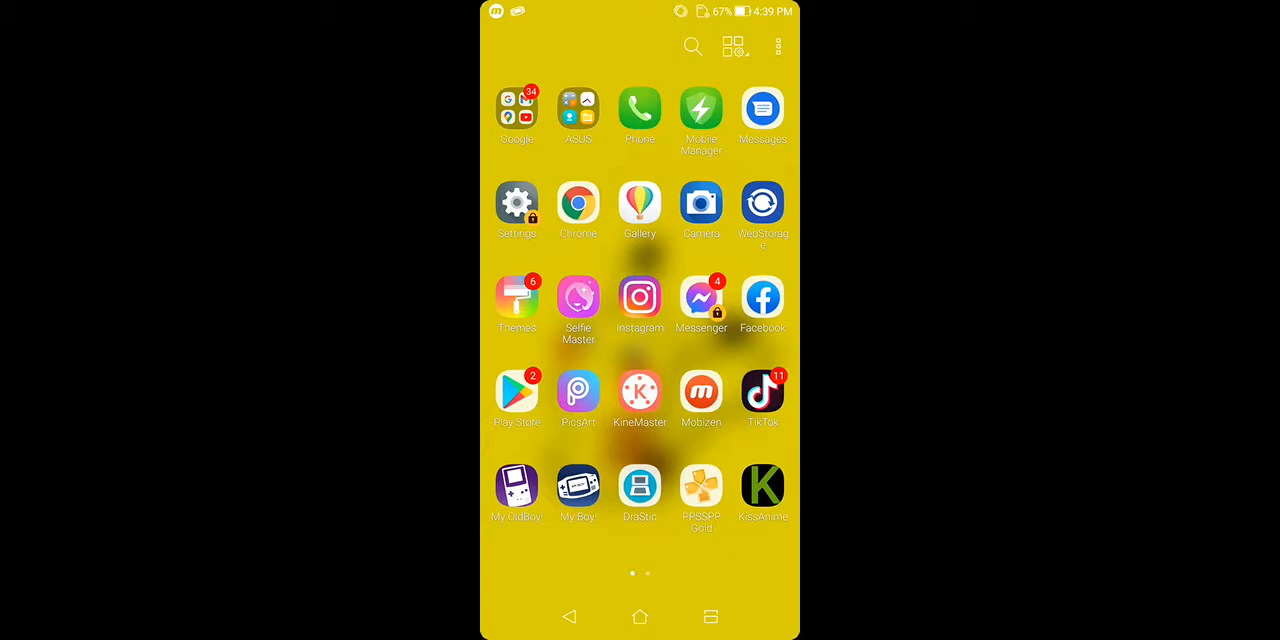 67% 4:39 PM
34
Google ASUS Phone Mobile Manager Messages
Settings Chrome Gallery Camera WebStorag
e
6 4
Themes Selfie Master Instagram Messenger Facebook
2 11
Play Store PicsArt KineMaster Mobizen TikTok
My OldBoy! My Boy! DraStic PPSSPP Gold KissAnime